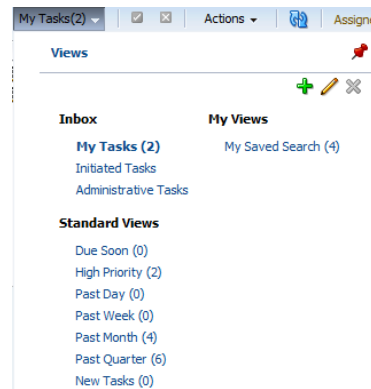 My Tasks(2) Actions Assigne
Views
Inbox My Views
My Tasks (2) My Saved Search (4)
Initiated Tasks
Administrative Tasks
Standard Views
Due Soon (0)
High Priority (2)
Past Day (0)
Past Week (0)
Past Month (4)
Past Quarter (6)
New Tasks (0)